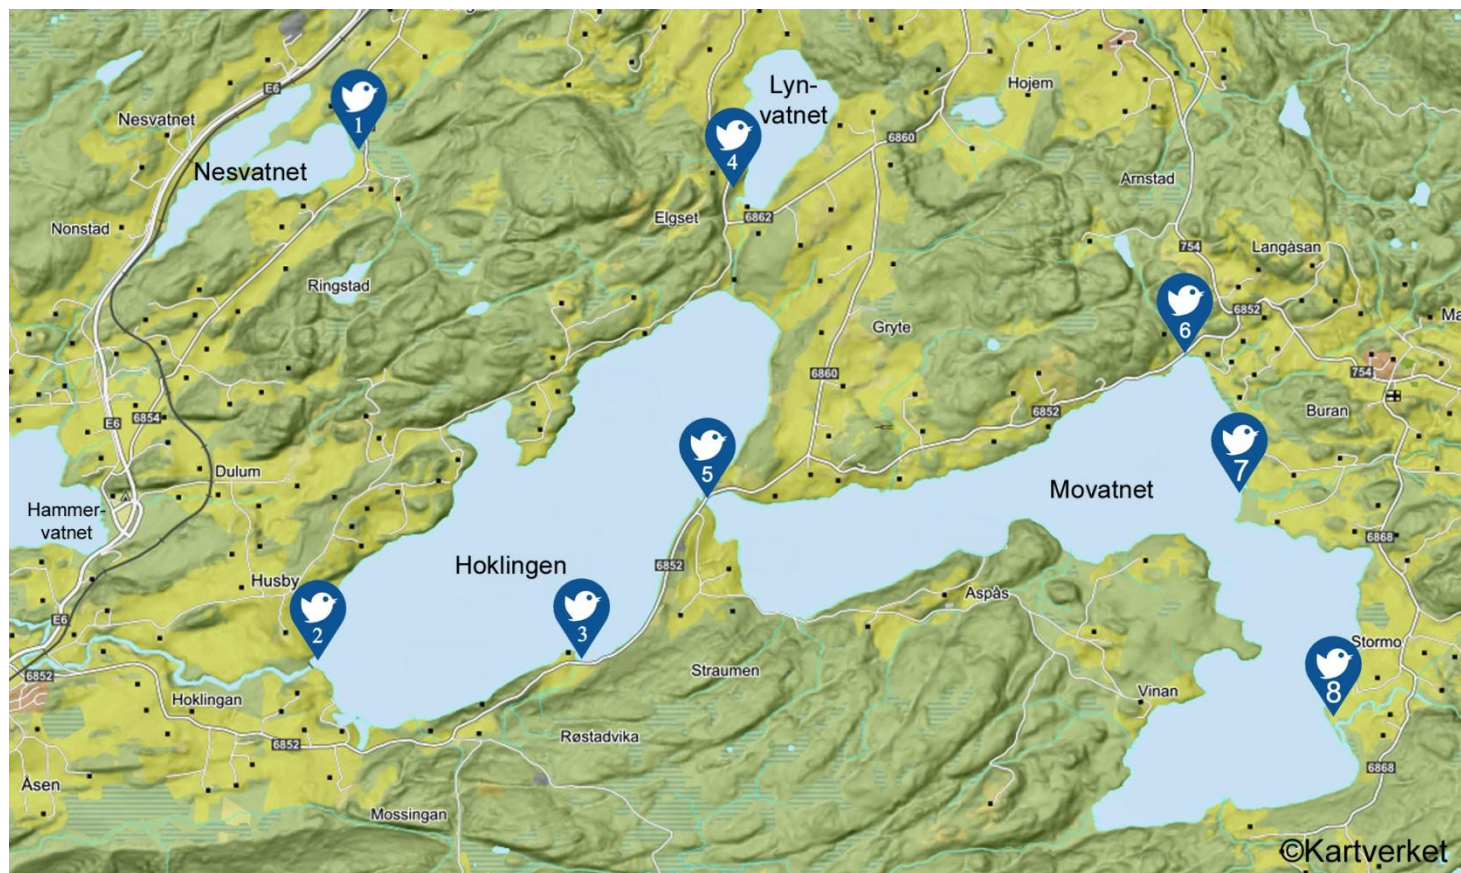 E6
1
Nesvatnet
Nesvatnet
Nonstad
Ringstad
Lyn-
vatnet
4
6860
6862
Elgset
Hojem
Arnstad
754
Langåsan
6852
6
Gryte
6860
6852
754
Buran
Ma
E6
6854
Dulum
Hammer-
vatnet
5
7
Movatnet
6868
Hoklingen
6852
Husby
2
3
E6
Åspås
Straumen
Stormo
8
Vinan
6852
Hoklingan
6852
Røstadvika
Åsen
Mossingan
6868
©Kartverket